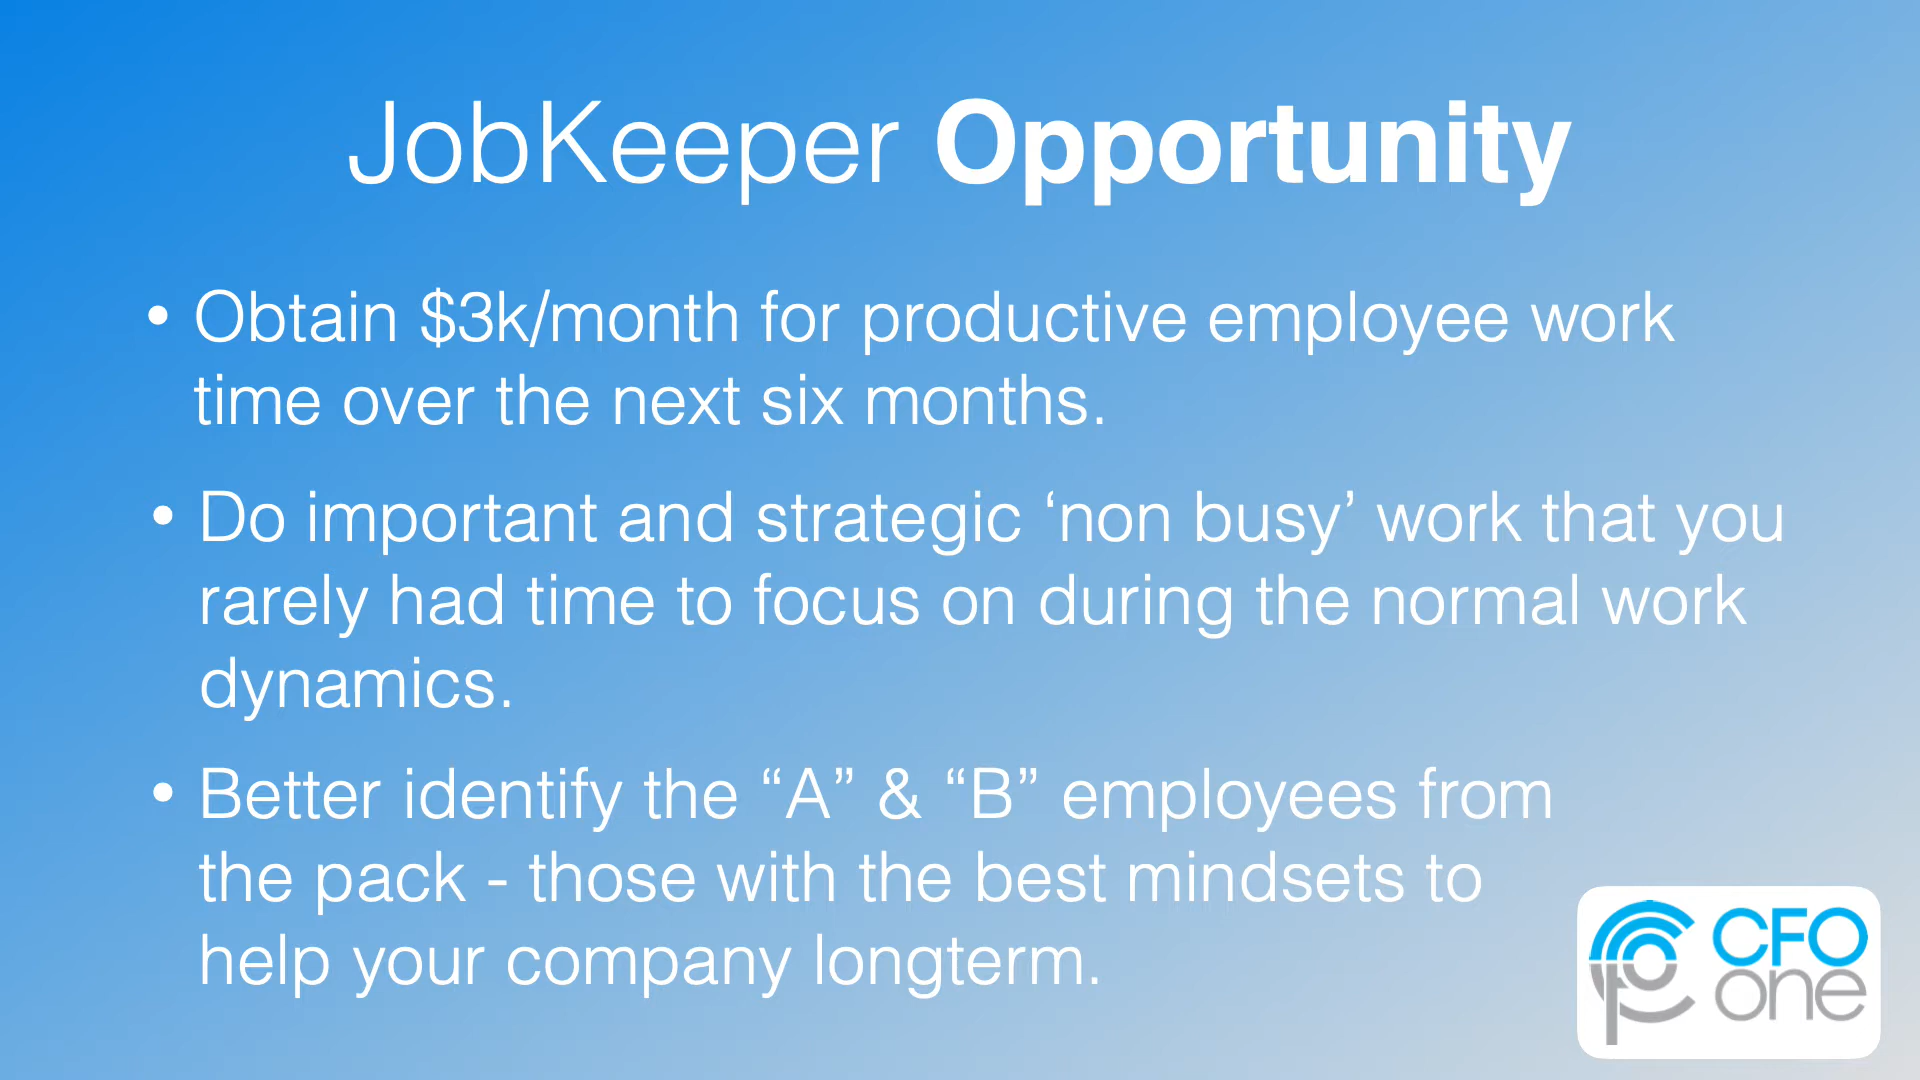 JobKeeper Opportunity
• Obtain $3k/month for productive employee work
time over the next six months.
• Do important and strategic ‘non busy’ work that you
rarely had time to focus on during the normal work
dynamics.
• Better identify the “A” & “B” employees from
the pack - those with the best mindsets to
help your company longterm.
CFO
one